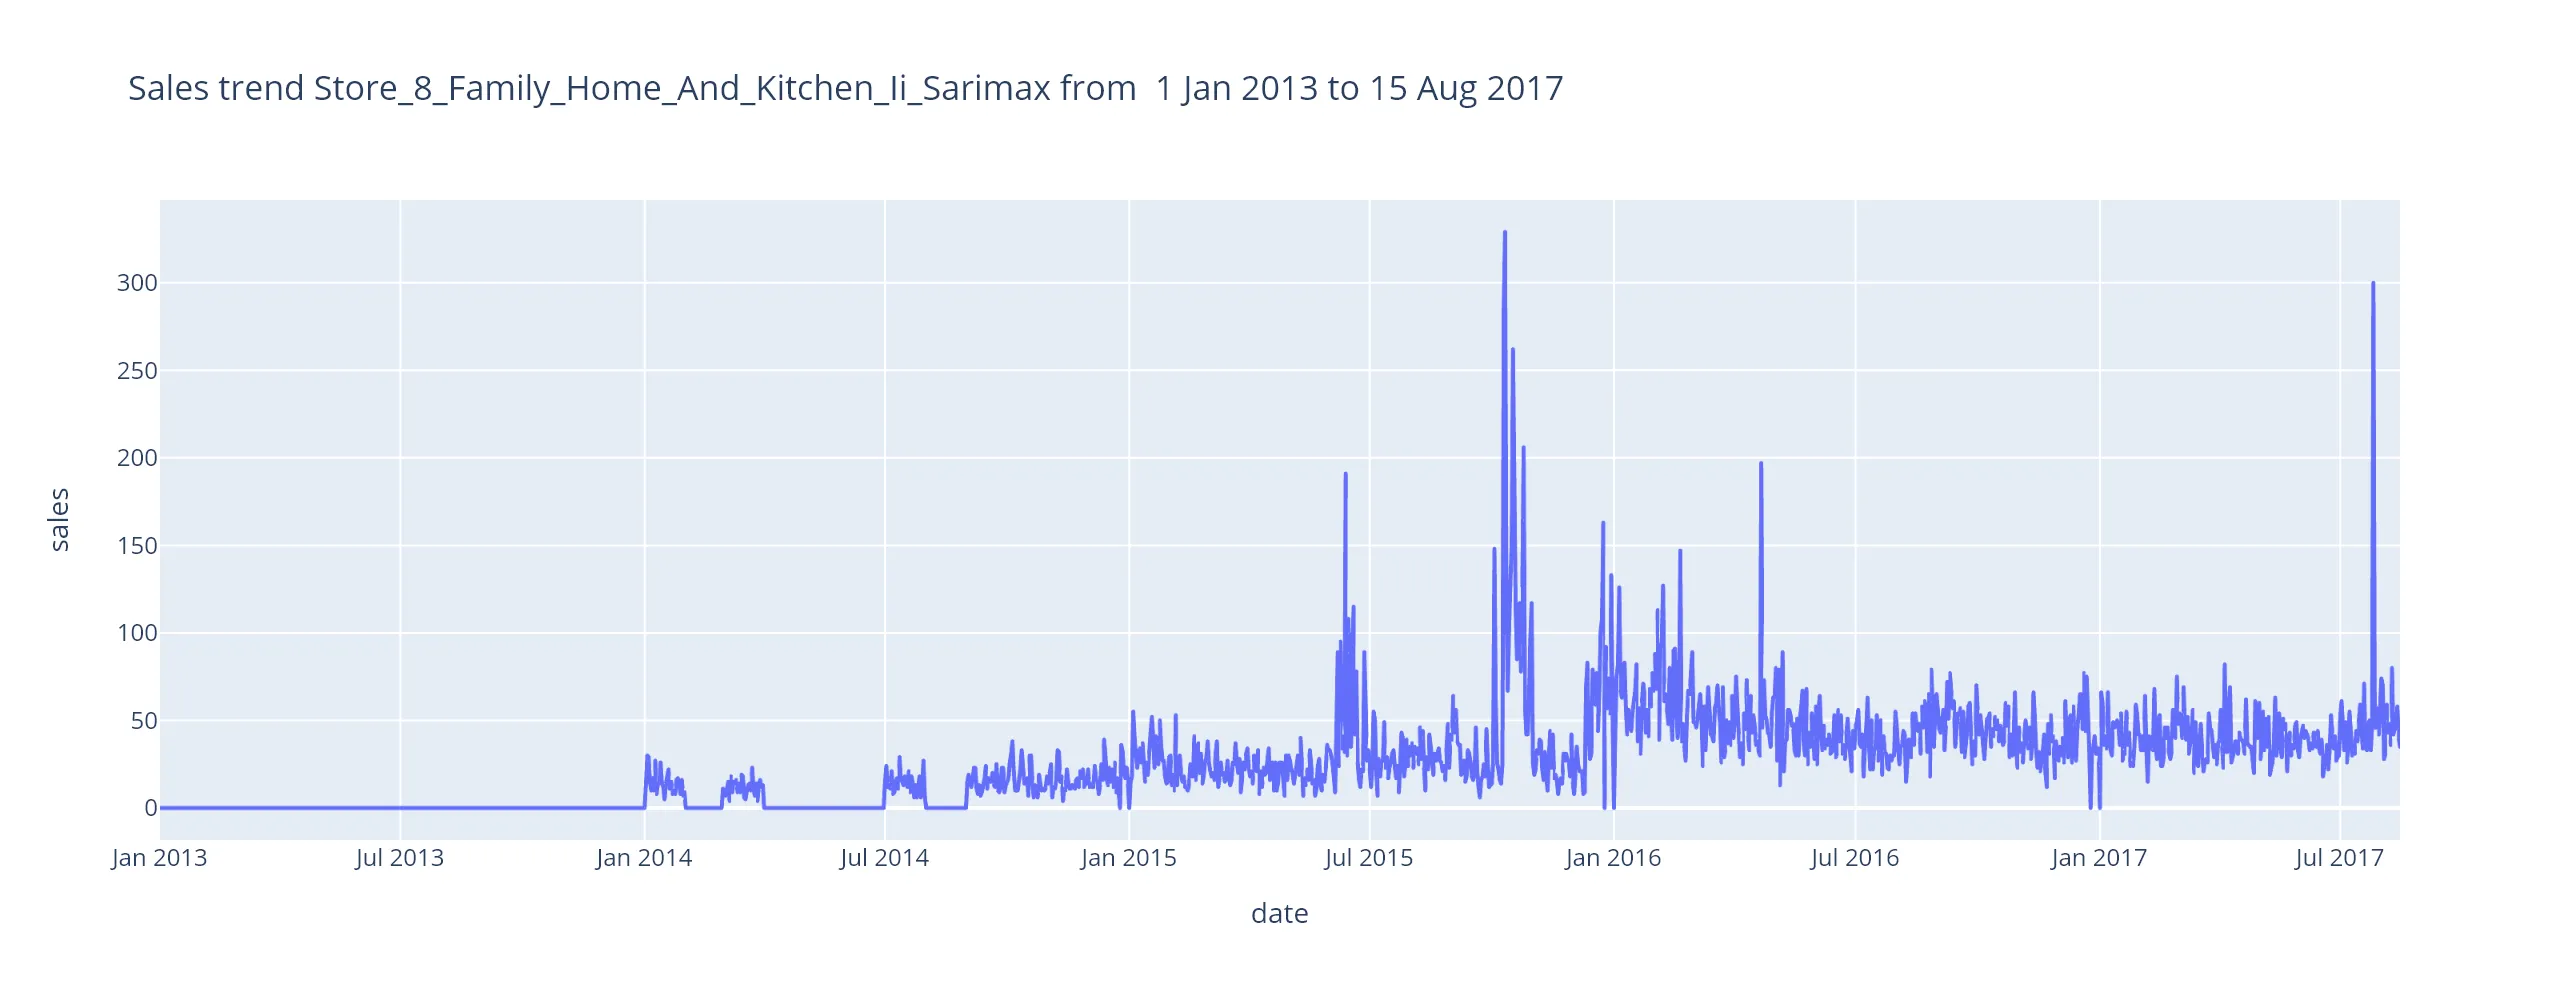 Sales trend Store_8_Family_Home_And_Kitchen_Ii_Sarimax from  1 Jan 2013 to 15 Aug 2017
300
250
200
150
100
50
0
sales
Jan 2013 Jul 2013 Jan 2014 Jul 2014 Jan 2015 Jul 2015 Jan 2016 Jul 2016 Jan 2017 Jul 2017
date